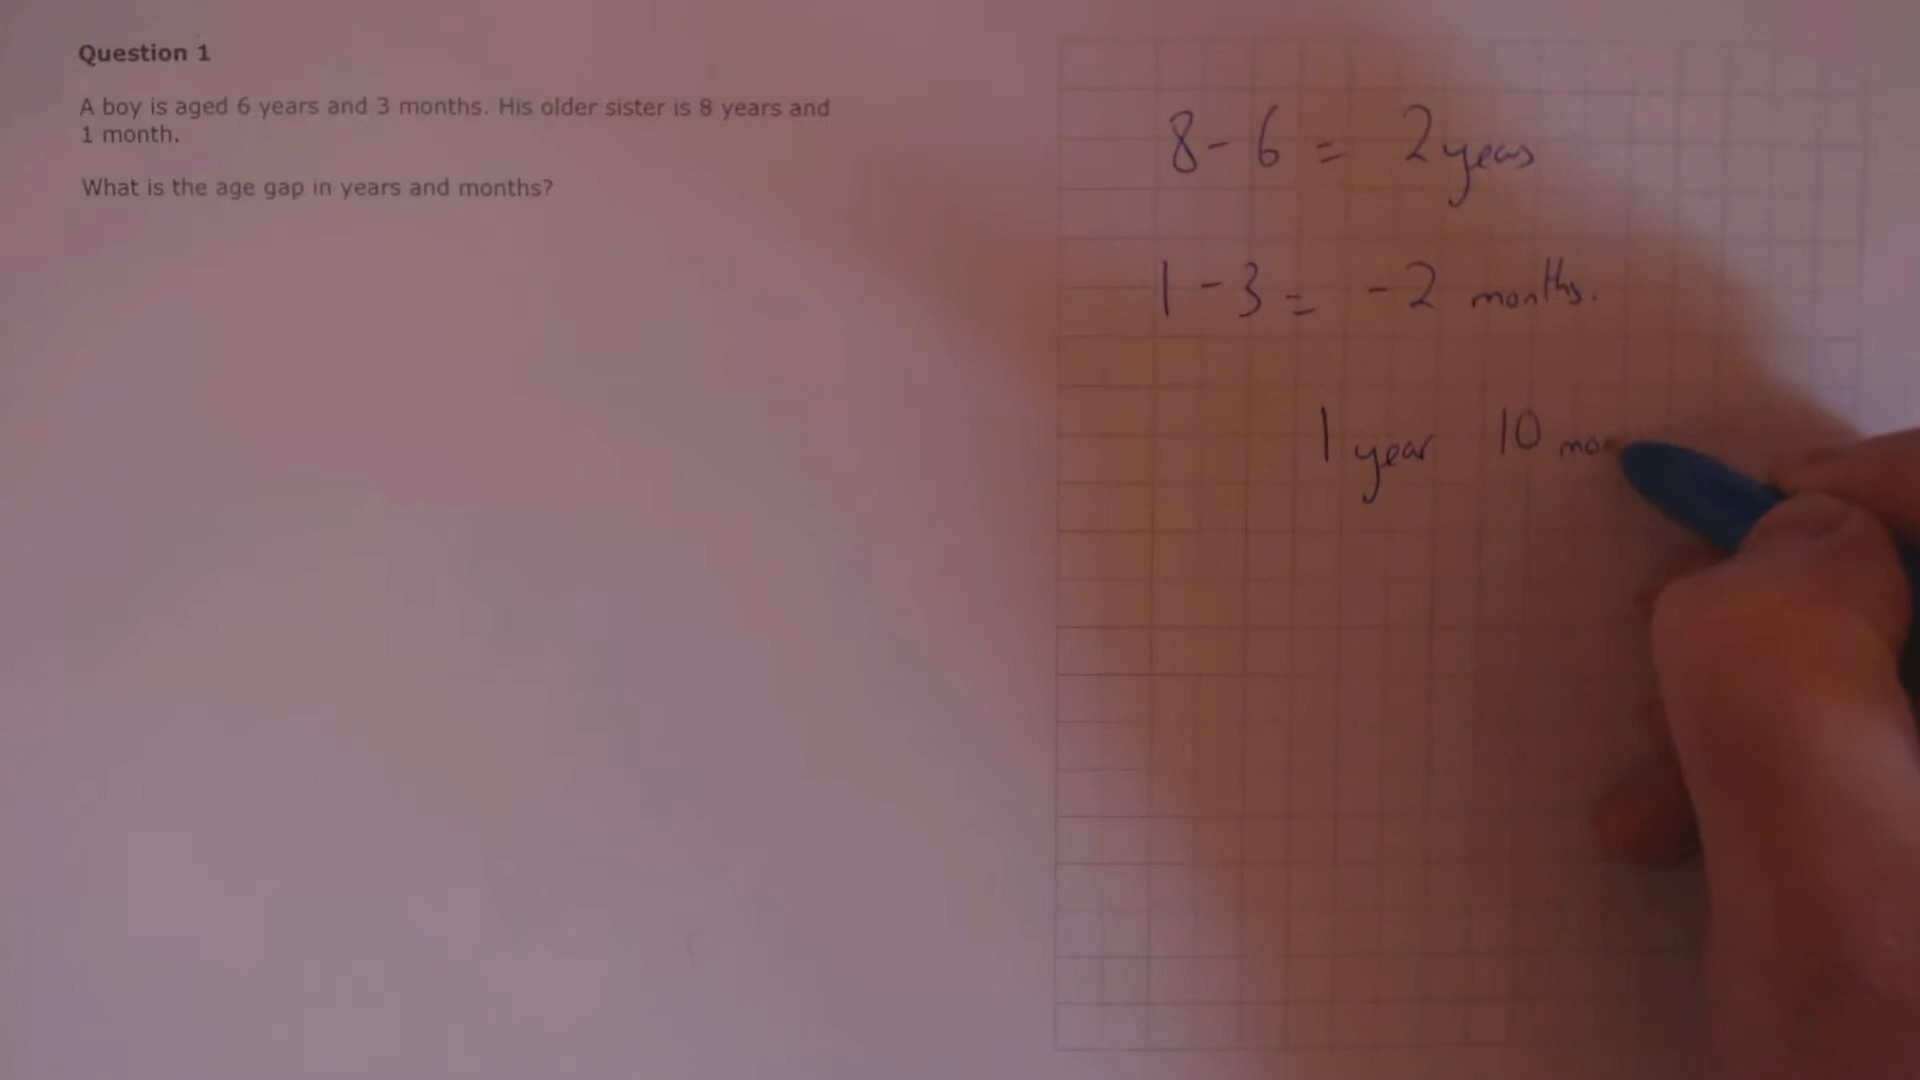 Question 1
A boy is aged 6 years and 3 months. His older sister is 8 years and
1 month.
What is the age gap in years and months?
8 - 6 = 2 years
1 - 3 = -2 months.
1 year 10 mo